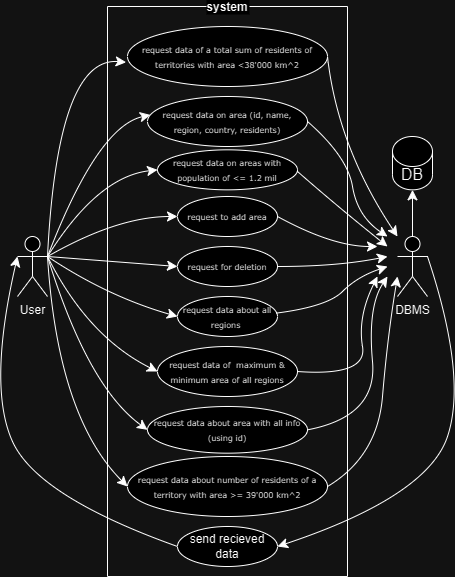 system
request data of a total sum of residents of
territories with area <38'000 km^2
request data on area (id, name,
region, country, residents)
request data on areas with
population of <= 1.2 mil
DB
request to add area
request for deletion
User
DBMS
request data about all
regions
request data of maximum &
minimum area of all regions
request data about area with all info
(using id)
request data about number of residents of a
territory with area >= 39'000 km^2
send recieved
data